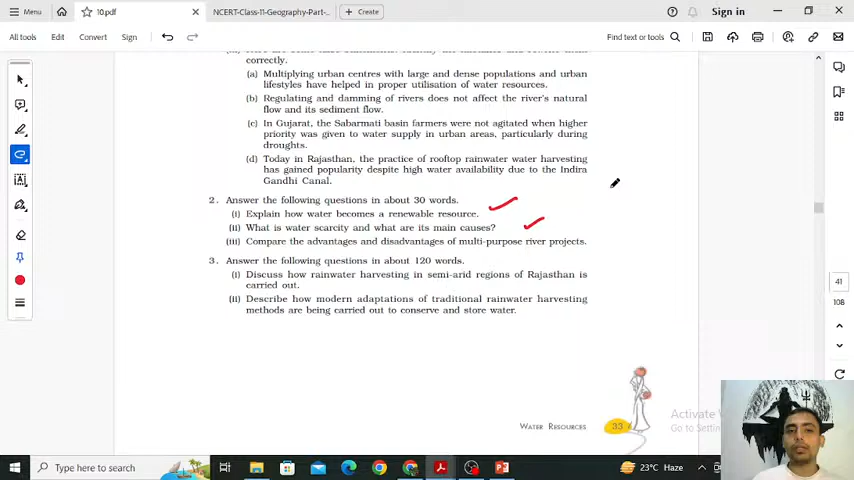 Menu
10.pdf
NCERT-Class-11-Geography-Part-...
Create
Sign in
All tools
Edit
Convert
Sign
Find text or tools
correctly.
(a) Multiplying urban centres with large and dense populations and urban
lifestyles have helped in proper utilisation of water resources.
(b) Regulating and damming of rivers does not affect the river's natural
flow and its sediment flow.
(c) In Gujarat, the Sabarmati basin farmers were not agitated when higher
priority was given to water supply in urban areas, particularly during
droughts.
(d) Today in Rajasthan, the practice of rooftop rainwater water harvesting
has gained popularity despite high water availability due to the Indira
Gandhi Canal.
2. Answer the following questions in about 30 words.
(i) Explain how water becomes a renewable resource.
(ii) What is water scarcity and what are its main causes?
(iii) Compare the advantages and disadvantages of multi-purpose river projects.
3. Answer the following questions in about 120 words.
(i) Discuss how rainwater harvesting in semi-arid regions of Rajasthan is
carried out.
(ii) Describe how modern adaptations of traditional rainwater harvesting
methods are being carried out to conserve and store water.
41
108
WATER RESOURCES 33
Activate
Go to Setting
Type here to search
23°C Haze